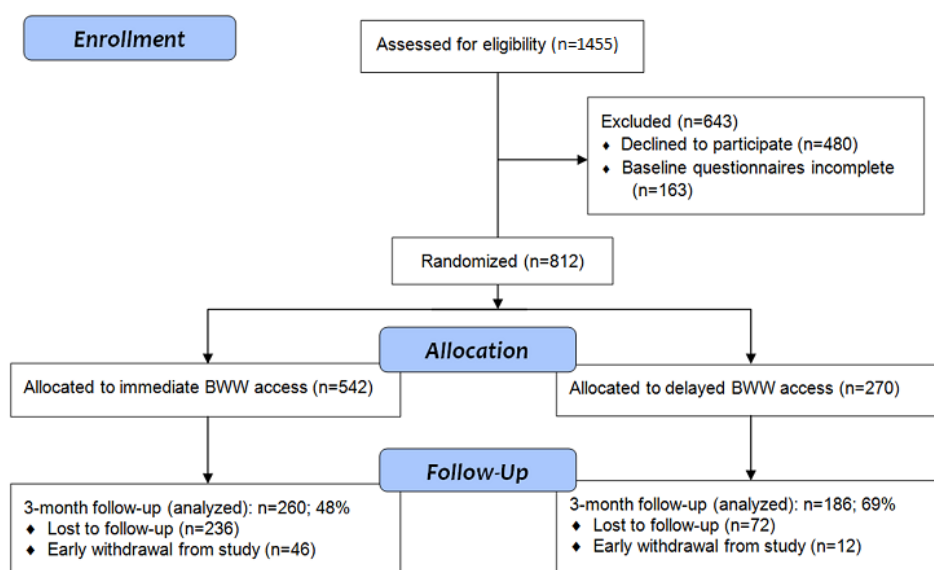 Enrollment
Assessed for eligibility (n=1455)
Excluded (n=643)
♦ Declined to participate (n=480)
♦ Baseline questionnaires incomplete
(n=163)
Randomized (n=812)
Allocation
Allocated to immediate BWW access (n=542)
Allocated to delayed BWW access (n=270)
Follow-Up
3-month follow-up (analyzed): n=260; 48%
♦ Lost to follow-up (n=236)
♦ Early withdrawal from study (n=46)
3-month follow-up (analyzed): n=186; 69%
♦ Lost to follow-up (n=72)
♦ Early withdrawal from study (n=12)